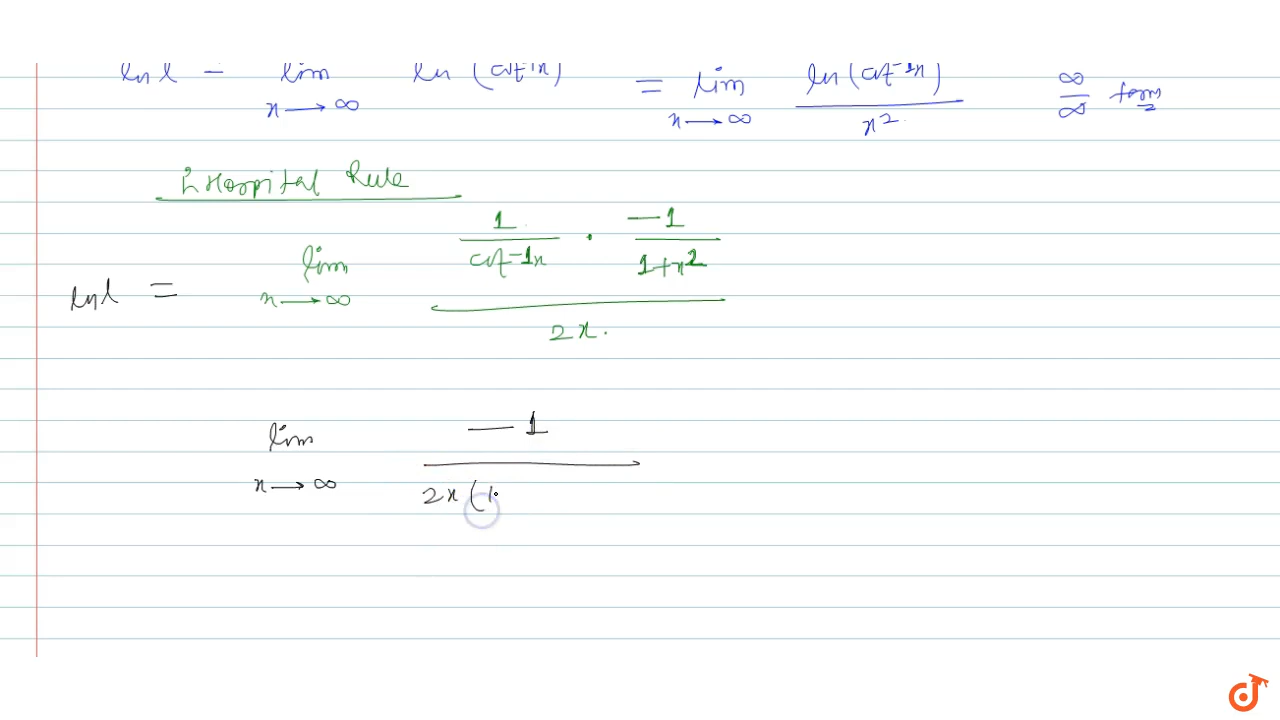 ln l = lim ln (cot⁻¹x) = lim ln(cot⁻¹x) ∞ form
x → ∞ x → ∞ x² ∞
L Hospital Rule
1 . —1
cot⁻¹x 1+x²
ln l = lim
x → ∞
2x.
lim —1
x → ∞ 2x (1